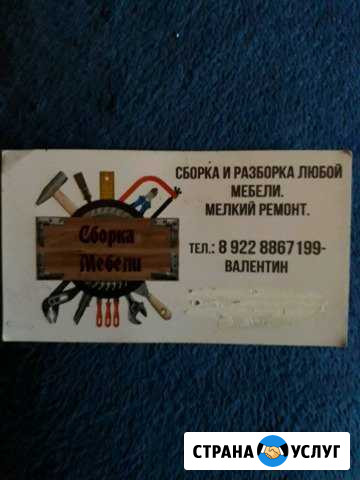 СБОРКА И РАЗБОРКА ЛЮБОЙ
МЕБЕЛИ.
МЕЛКИЙ РЕМОНТ.
Сборка
Мебели
ТЕЛ.: 8 922 8867199-
ВАЛЕНТИН
СТРАНА УСЛУГ